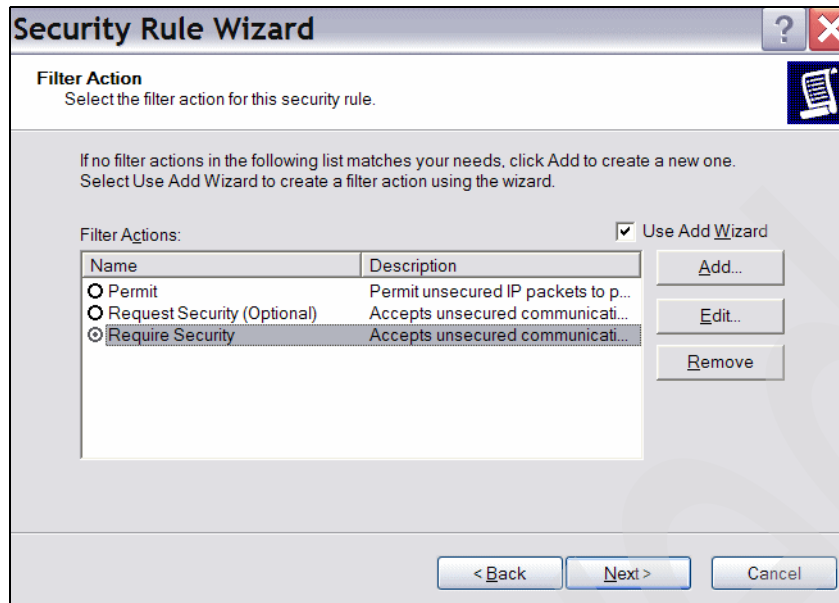 Security Rule Wizard
?
Filter Action
Select the filter action for this security rule.
If no filter actions in the following list matches your needs, click Add to create a new one.
Select Use Add Wizard to create a filter action using the wizard.
Filter Actions:
Use Add Wizard
Name Description
Permit Permit unsecured IP packets to p...
Request Security (Optional) Accepts unsecured communicati...
Require Security Accepts unsecured communicati...
Add...
Edit...
Remove
< Back Next > Cancel